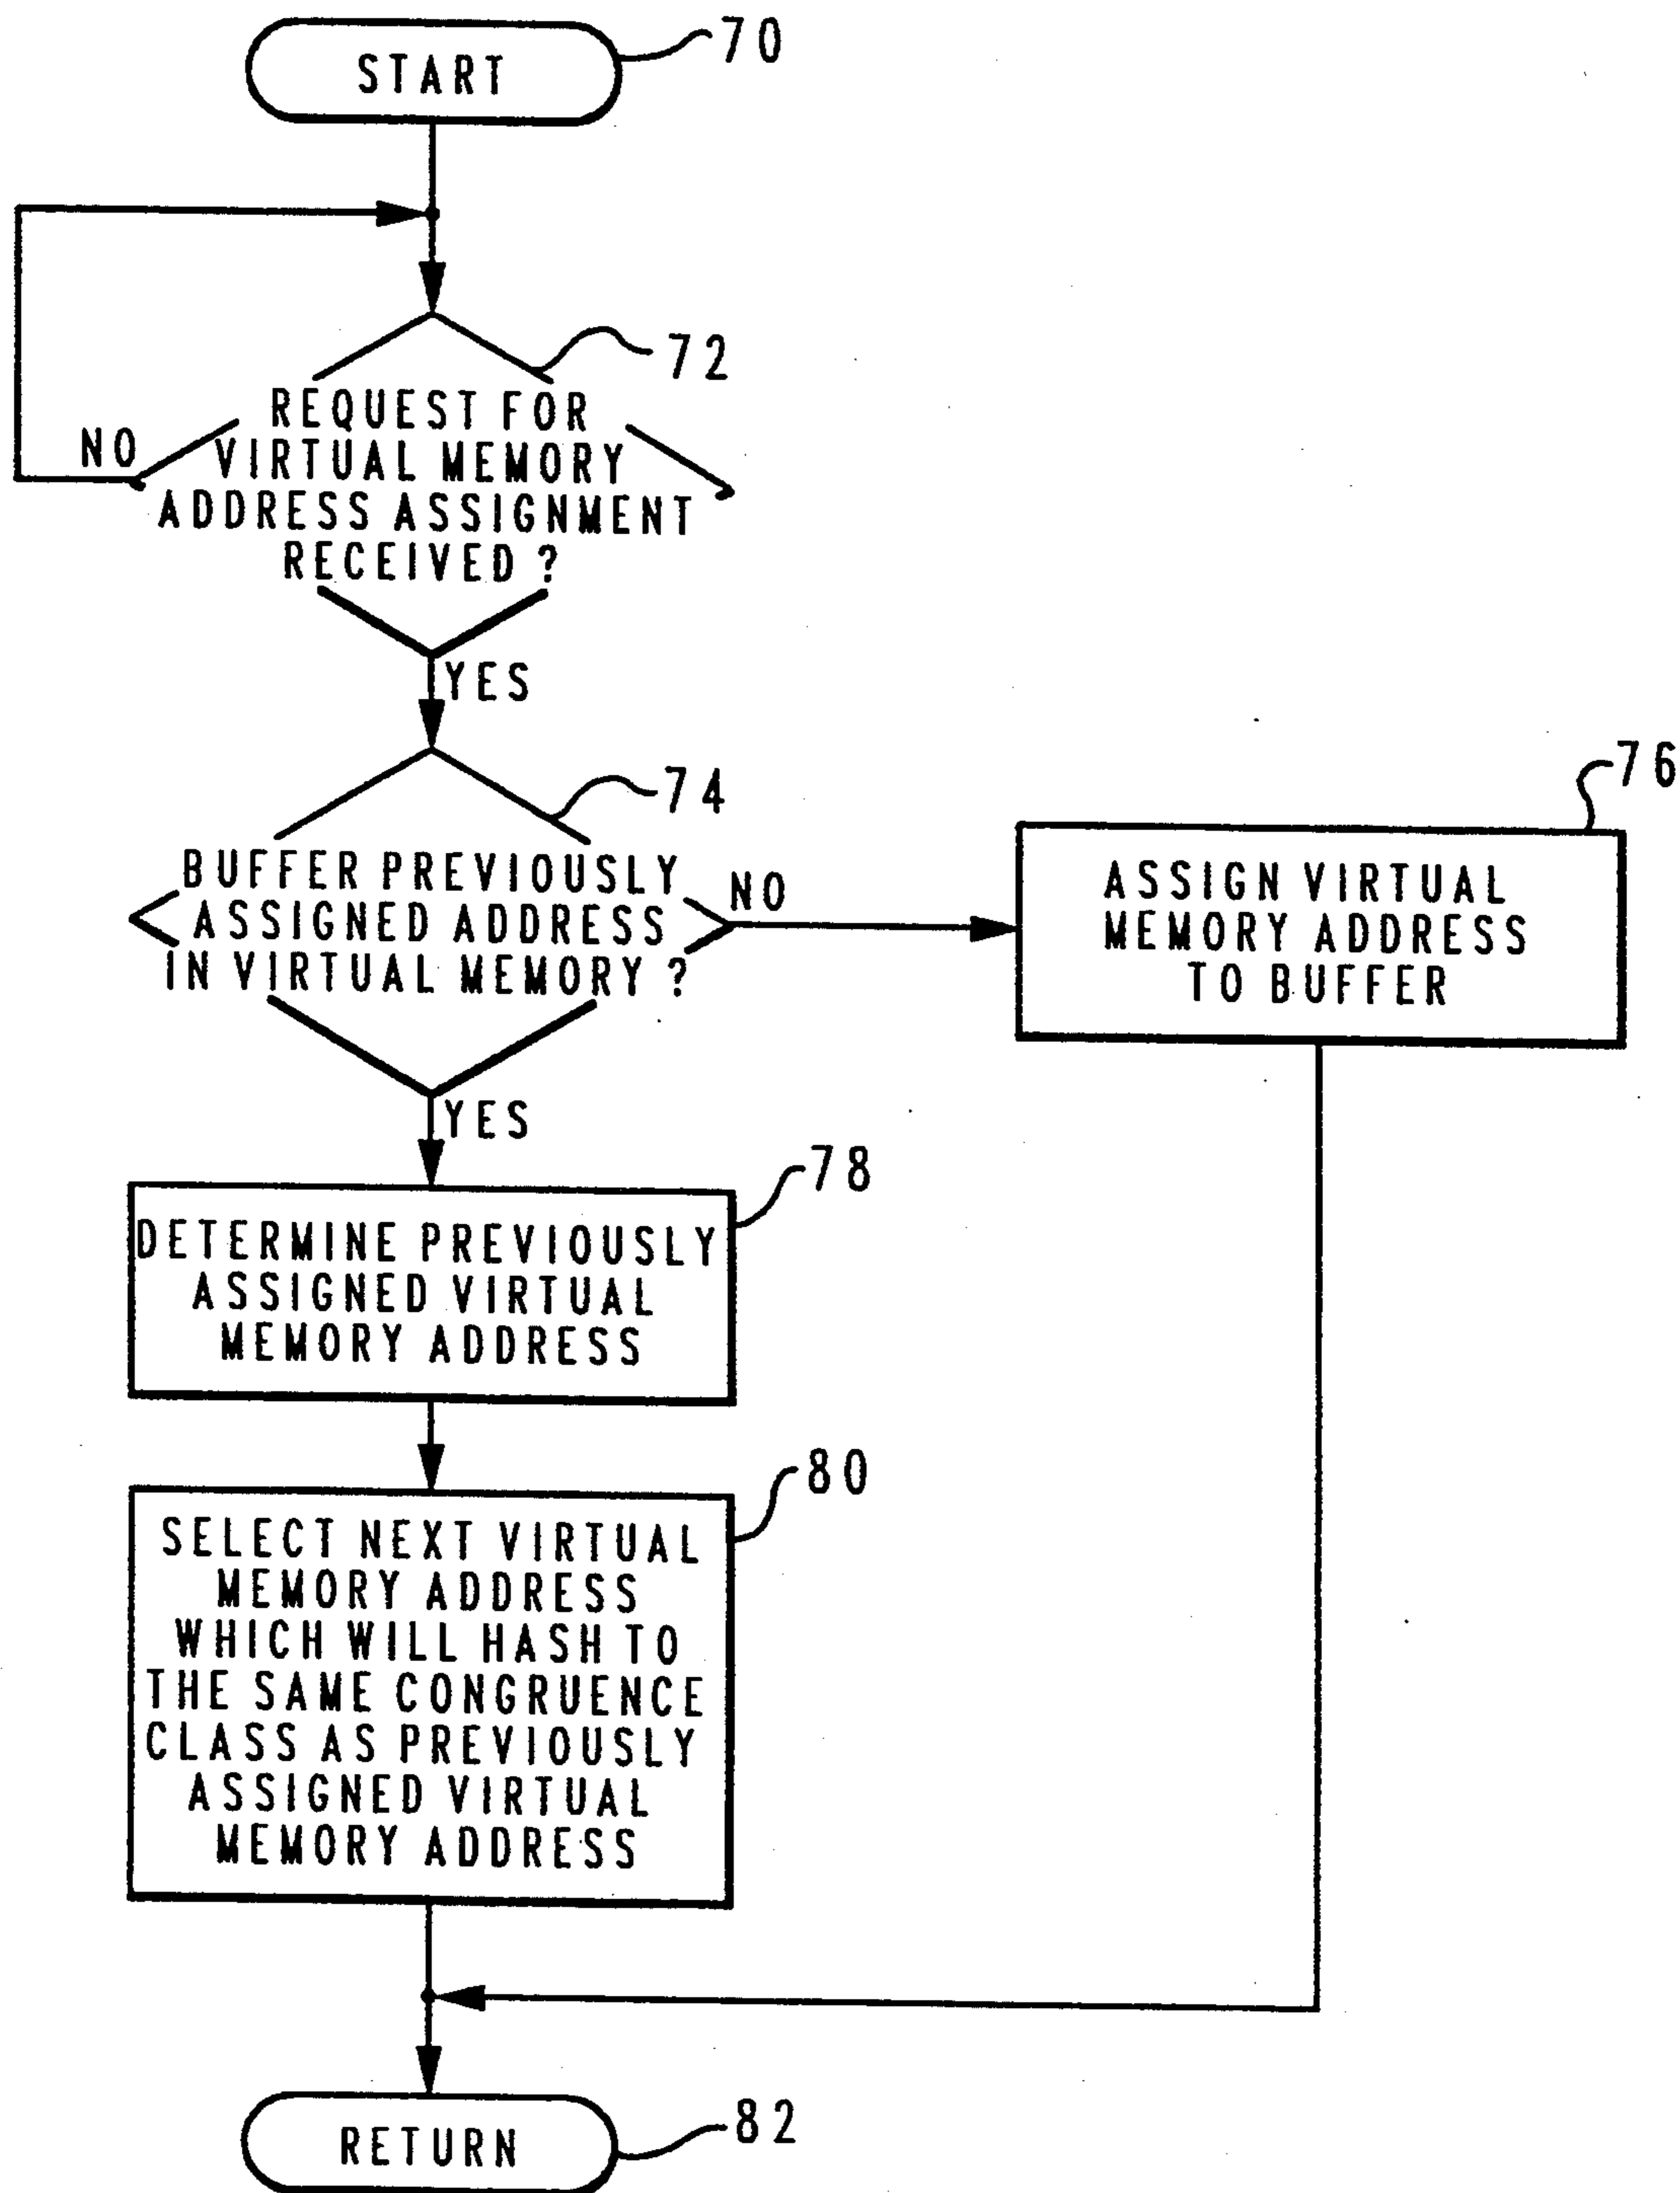 START
70
72
REQUEST FOR
VIRTUAL MEMORY
ADDRESS ASSIGNMENT
RECEIVED ?
NO
YES
74
BUFFER PREVIOUSLY
ASSIGNED ADDRESS
IN VIRTUAL MEMORY ?
NO
76
ASSIGN VIRTUAL
MEMORY ADDRESS
TO BUFFER
YES
78
DETERMINE PREVIOUSLY
ASSIGNED VIRTUAL
MEMORY ADDRESS
80
SELECT NEXT VIRTUAL
MEMORY ADDRESS
WHICH WILL HASH TO
THE SAME CONGRUENCE
CLASS AS PREVIOUSLY
ASSIGNED VIRTUAL
MEMORY ADDRESS
RETURN
82